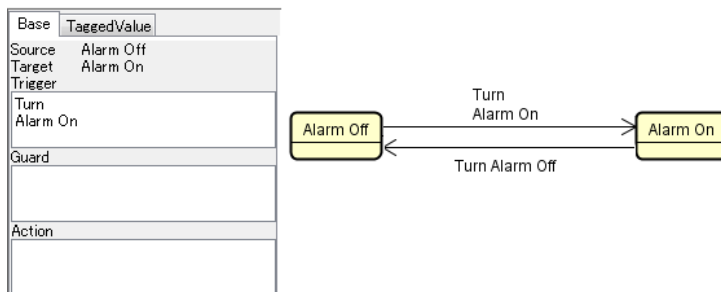 Base TaggedValue
Source Alarm Off
Target Alarm On
Trigger
Turn
Alarm On
Guard
Action
Turn
Alarm On
Alarm Off
Alarm On
Turn Alarm Off